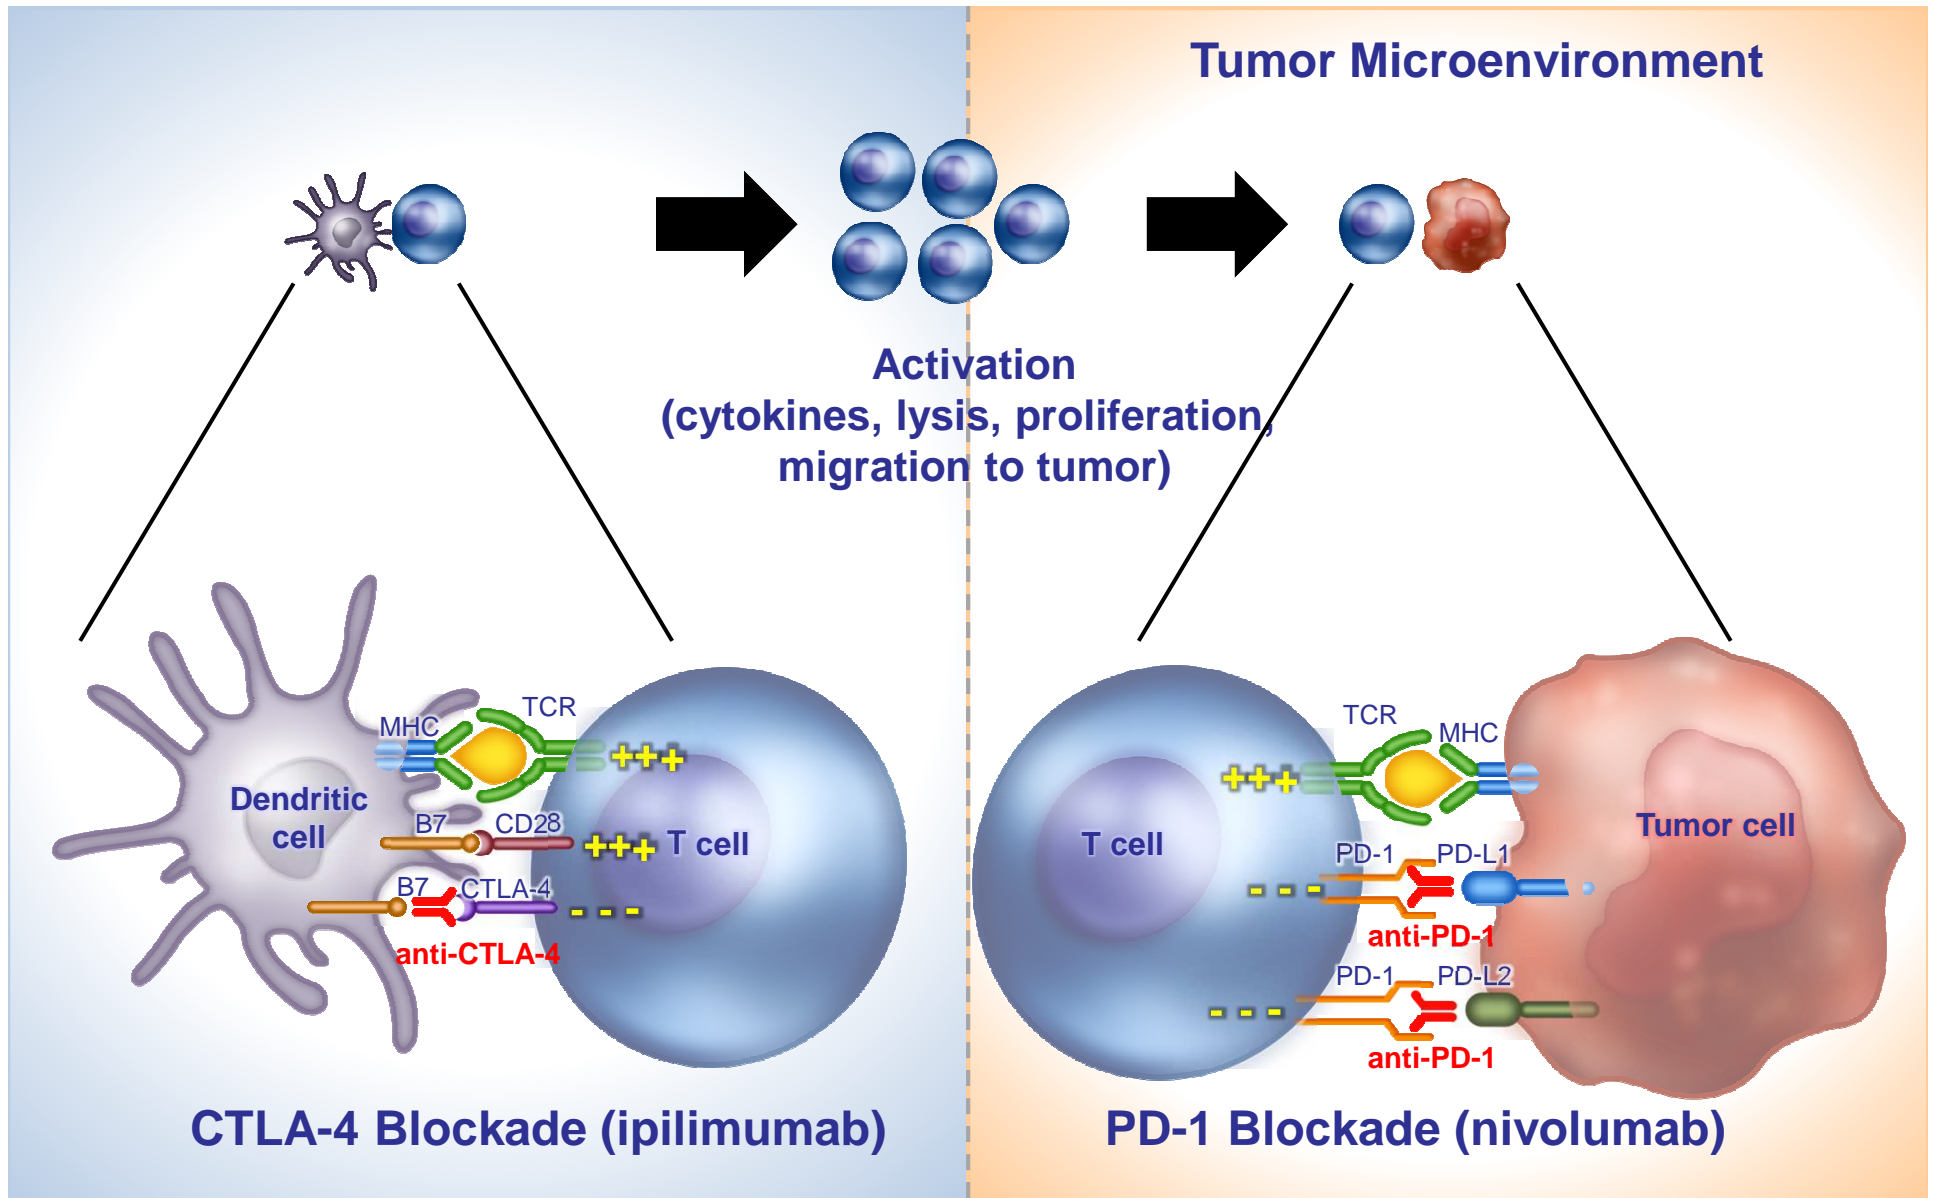 Tumor Microenvironment
Activation
(cytokines, lysis, proliferation,
migration to tumor)
TCR
MHC
+++
Dendritic
cell
B7
CD28
+++
T cell
B7
CTLA-4
- - -
anti-CTLA-4
CTLA-4 Blockade (ipilimumab)
TCR
MHC
+++
Tumor cell
T cell
PD-1
PD-L1
- - -
anti-PD-1
PD-1
PD-L2
- - -
anti-PD-1
PD-1 Blockade (nivolumab)